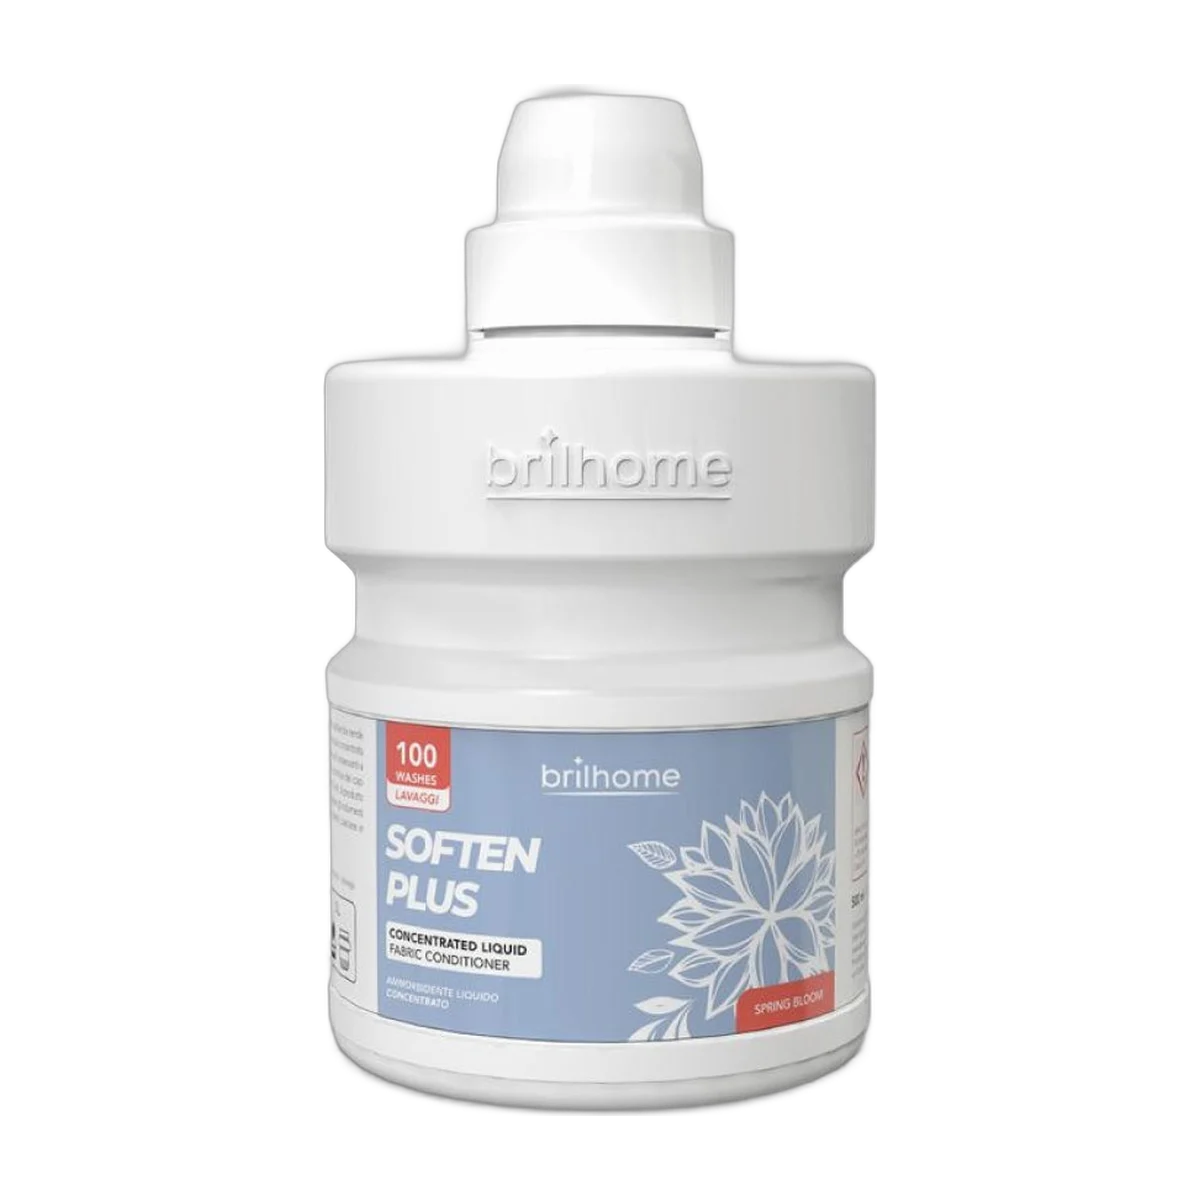 brilhome
100
WASHES
LAVAGGI
brilhome
SOFTEN
PLUS
CONCENTRATED LIQUID
FABRIC CONDITIONER
AMMORBIDENTE LIQUIDO
CONCENTRATO
SPRING BLOOM